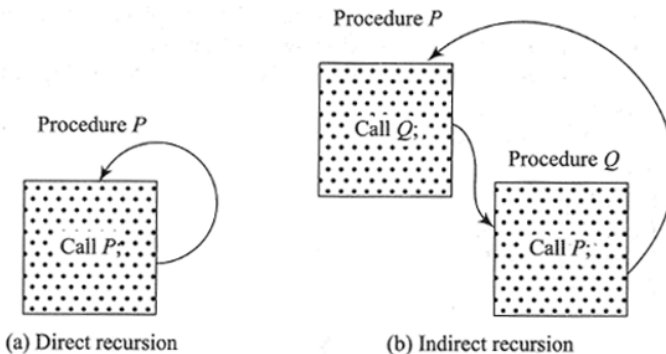 Procedure P
Call P;
(a) Direct recursion
Procedure P
Call Q;
Procedure Q
Call P;
(b) Indirect recursion